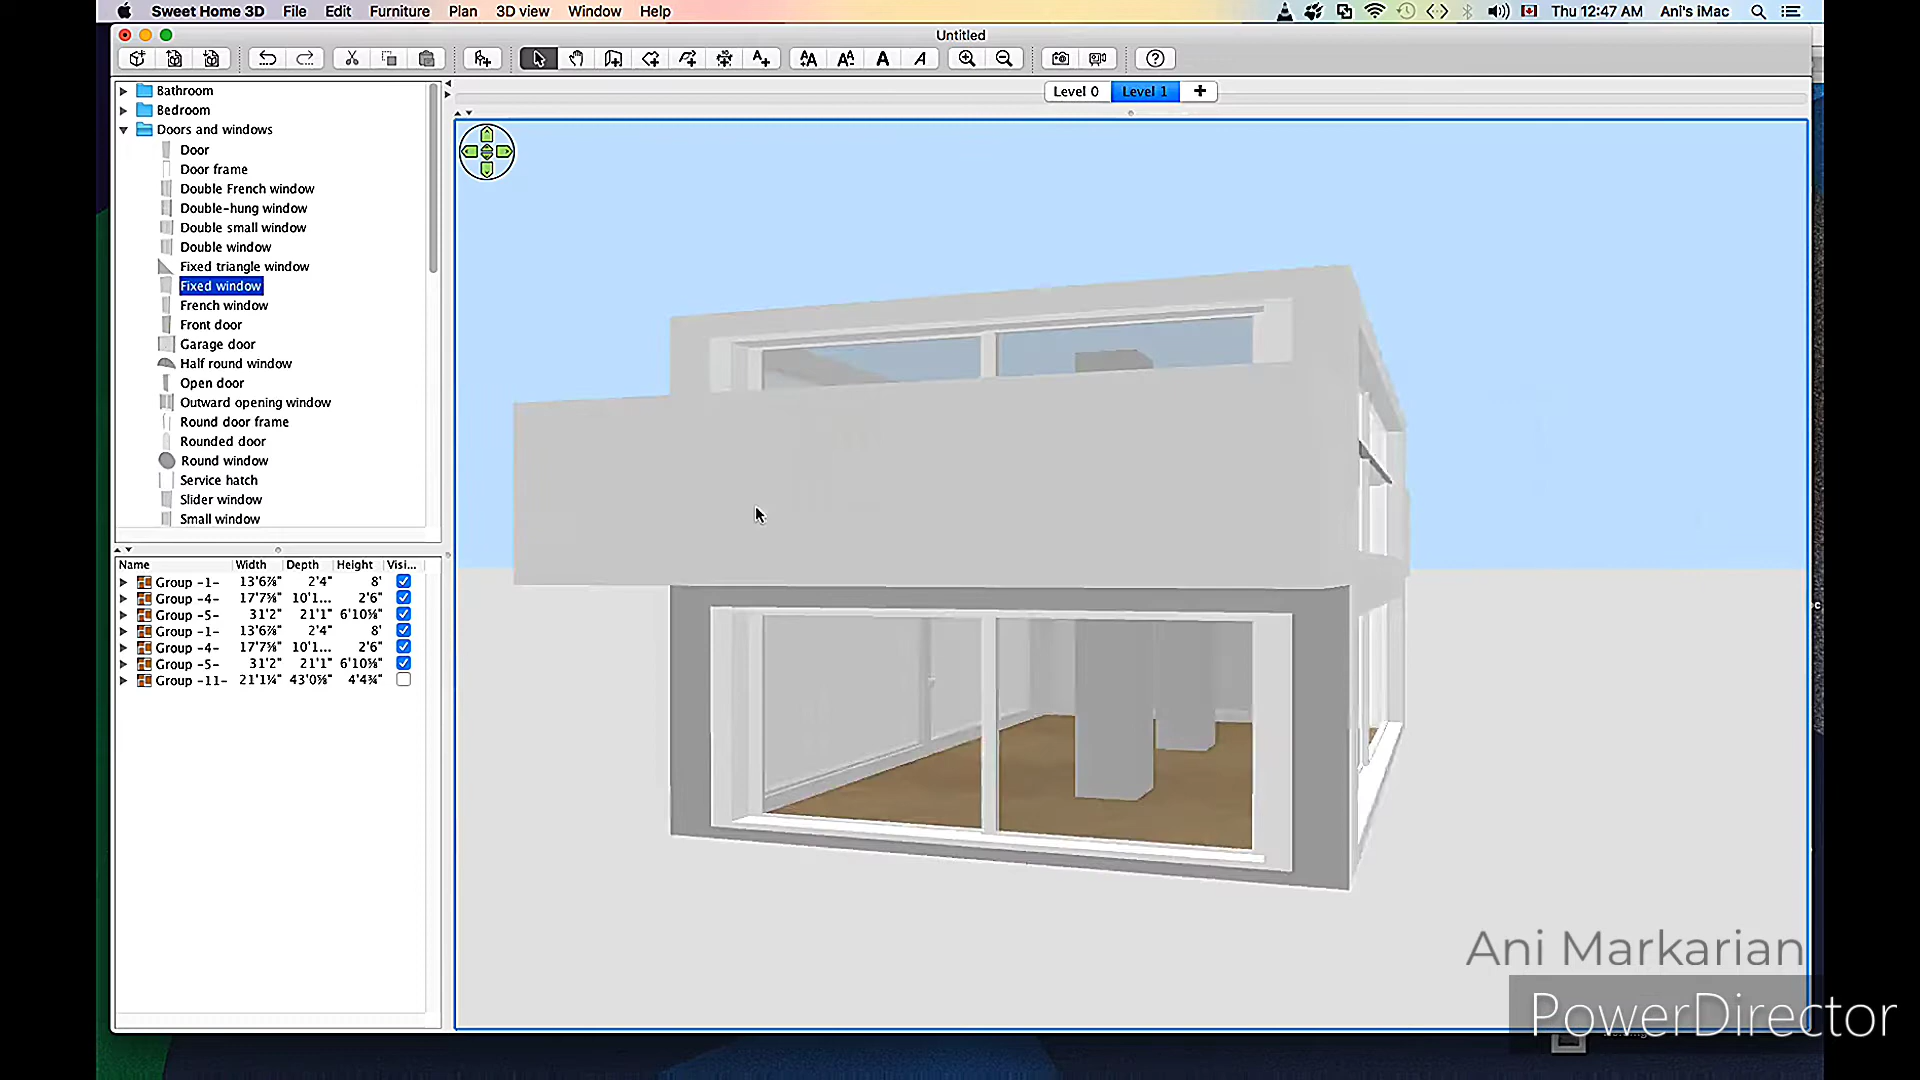 Sweet Home 3D File Edit Furniture Plan 3D view Window Help Thu 12:47 AM Ani's iMac
Untitled
Level 0 Level 1 +
Bathroom
Bedroom
Doors and windows
Door
Door frame
Double French window
Double-hung window
Double small window
Double window
Fixed triangle window
Fixed window
French window
Front door
Garage door
Half round window
Open door
Outward opening window
Round door frame
Rounded door
Round window
Service hatch
Slider window
Small window
Name Width Depth Height Visi...
Group -1- 13'6⅞" 2'4" 8'
Group -4- 17'7⅝" 10'1... 2'6"
Group -5- 31'2" 21'1" 6'10⅝"
Group -1- 13'6⅞" 2'4" 8'
Group -4- 17'7⅝" 10'1... 2'6"
Group -5- 31'2" 21'1" 6'10⅝"
Group -11- 21'1¼" 43'0⅝" 4'4¾"
Ani Markarian
PowerDirector